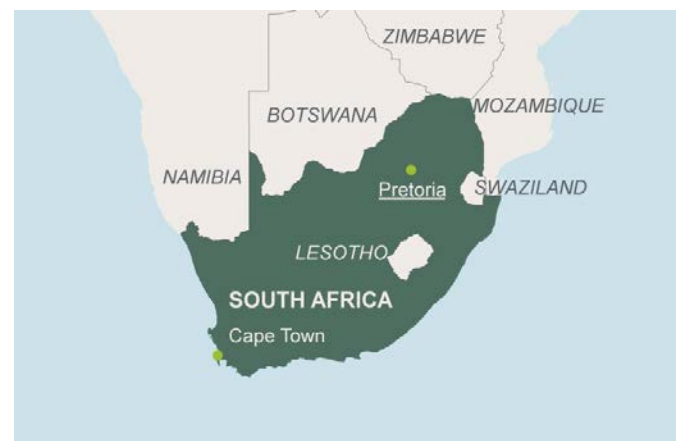 ZIMBABWE
MOZAMBIQUE
BOTSWANA
NAMIBIA
Pretoria
SWAZILAND
LESOTHO
SOUTH AFRICA
Cape Town